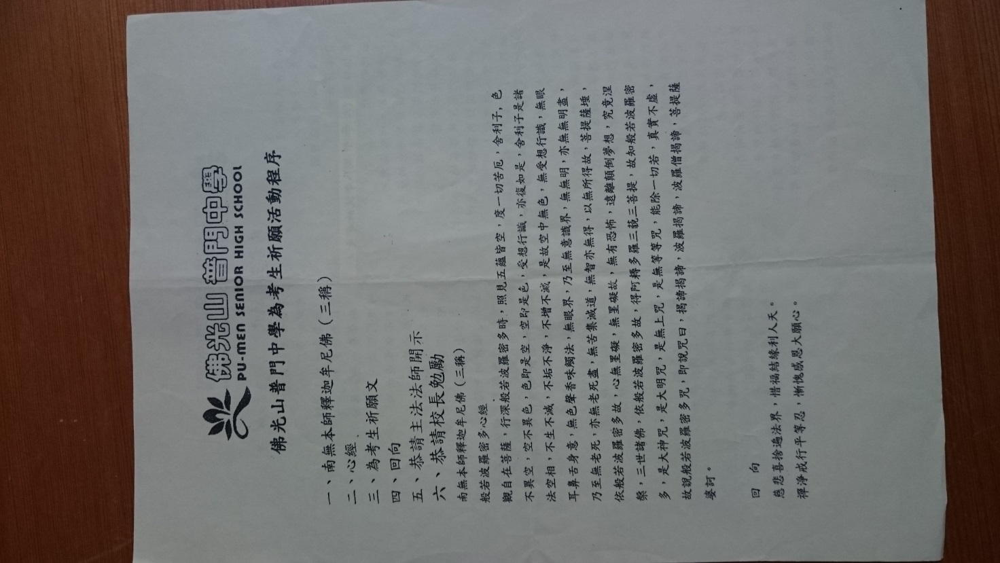 佛光山 普門中學
PU-MEN SENIOR HIGH SCHOOL
佛光山普門中學為考生祈願活動程序
一、南無本師釋迦牟尼佛（三稱）
二、心經
三、為考生祈願文
四、回向
五、恭請主法法師開示
六、恭請校長勉勵
南無本師釋迦牟尼佛（三稱）
般若波羅密多心經
觀自在菩薩，行深般若波羅密多時，照見五蘊皆空，度一切苦厄，舍利子，色
不異空，空不異色，色即是空，空即是色，受想行識，亦復如是，舍利子是諸
法空相，不生不滅，不垢不淨，不增不減，是故空中無色，無受想行識，無眼
耳鼻舌身意，無色聲香味觸法，無眼界，乃至無意識界，無無明，亦無無明盡，
乃至無老死，亦無老死盡，無苦集滅道，無智亦無得，以無所得故，菩提薩埵，
依般若波羅密多故，心無罣礙，無罣礙故，無有恐怖，遠離顛倒夢想，究竟涅
槃，三世諸佛，依般若波羅密多故，得阿耨多羅三藐三菩提，故知般若波羅密
多，是大神咒，是大明咒，是無上咒，是無等等咒，能除一切苦，真實不虛，
故說般若波羅密多咒，即說咒曰，揭諦揭諦，波羅揭諦，波羅僧揭諦，菩提薩
婆訶。
回 向
慈悲喜捨遍法界，惜福結緣利人天。
禪淨戒行平等忍，慚愧感恩大願心。